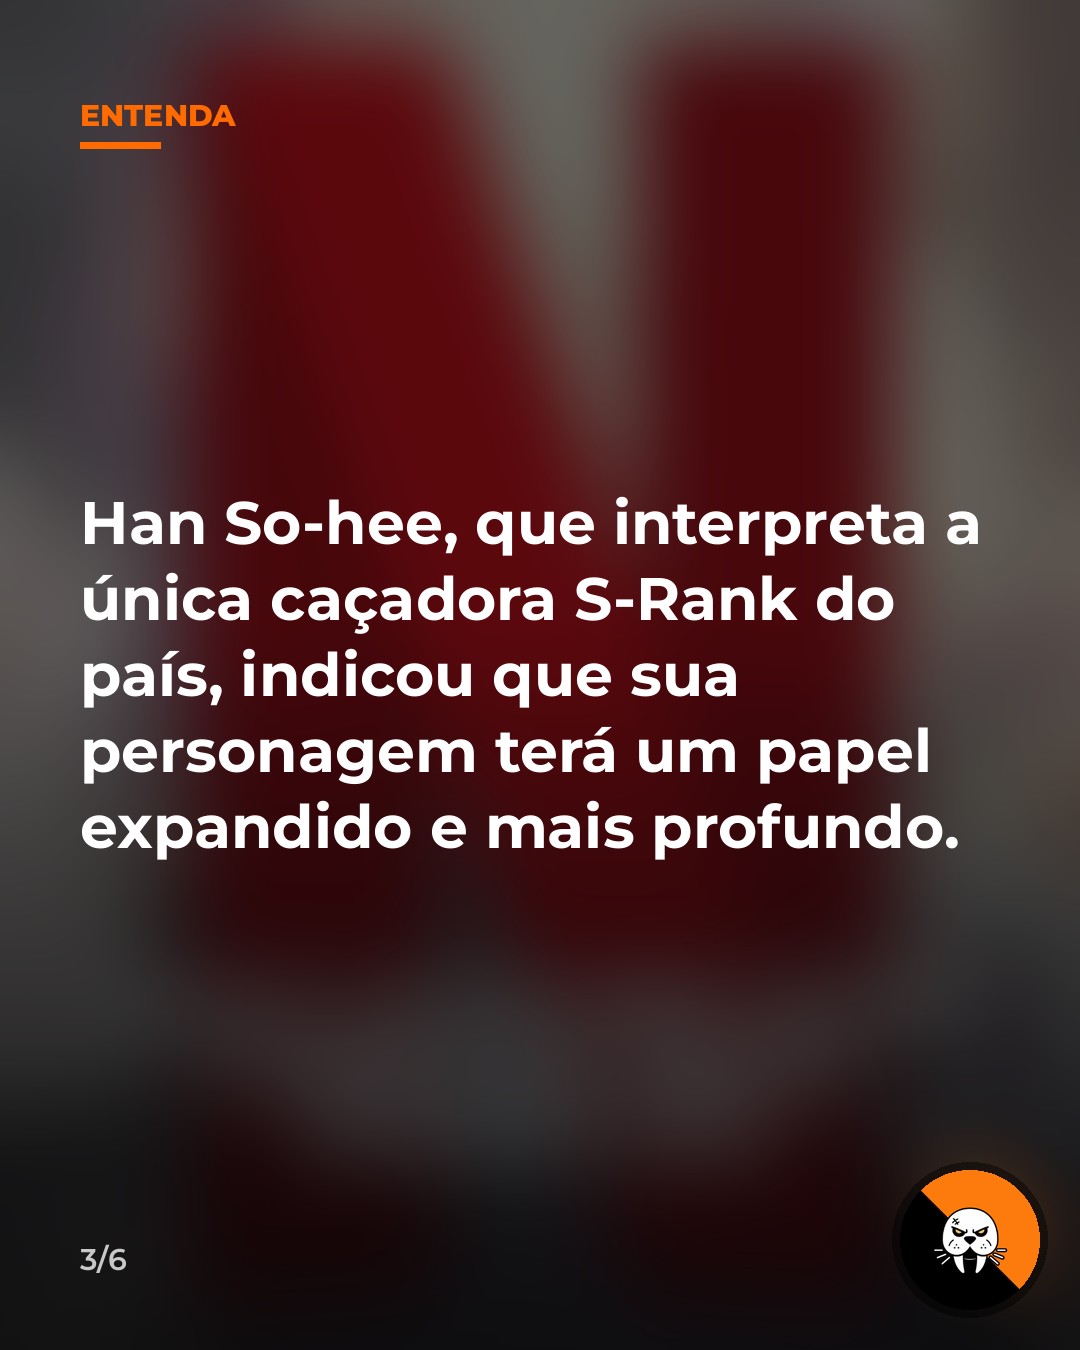 ENTENDA
Han So-hee, que interpreta a
única caçadora S-Rank do
país, indicou que sua
personagem terá um papel
expandido e mais profundo.
3/6